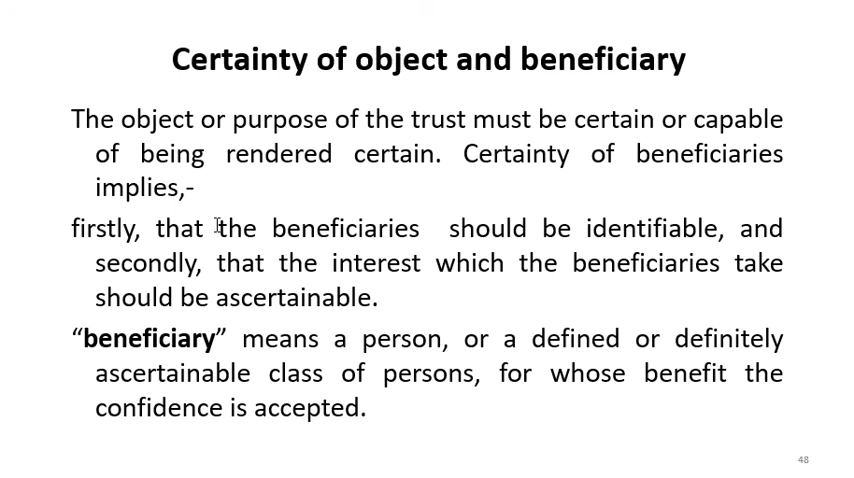 Certainty of object and beneficiary
The object or purpose of the trust must be certain or capable
of being rendered certain. Certainty of beneficiaries
implies,-
firstly, that the beneficiaries should be identifiable, and
secondly, that the interest which the beneficiaries take
should be ascertainable.
“beneficiary” means a person, or a defined or definitely
ascertainable class of persons, for whose benefit the
confidence is accepted.
48